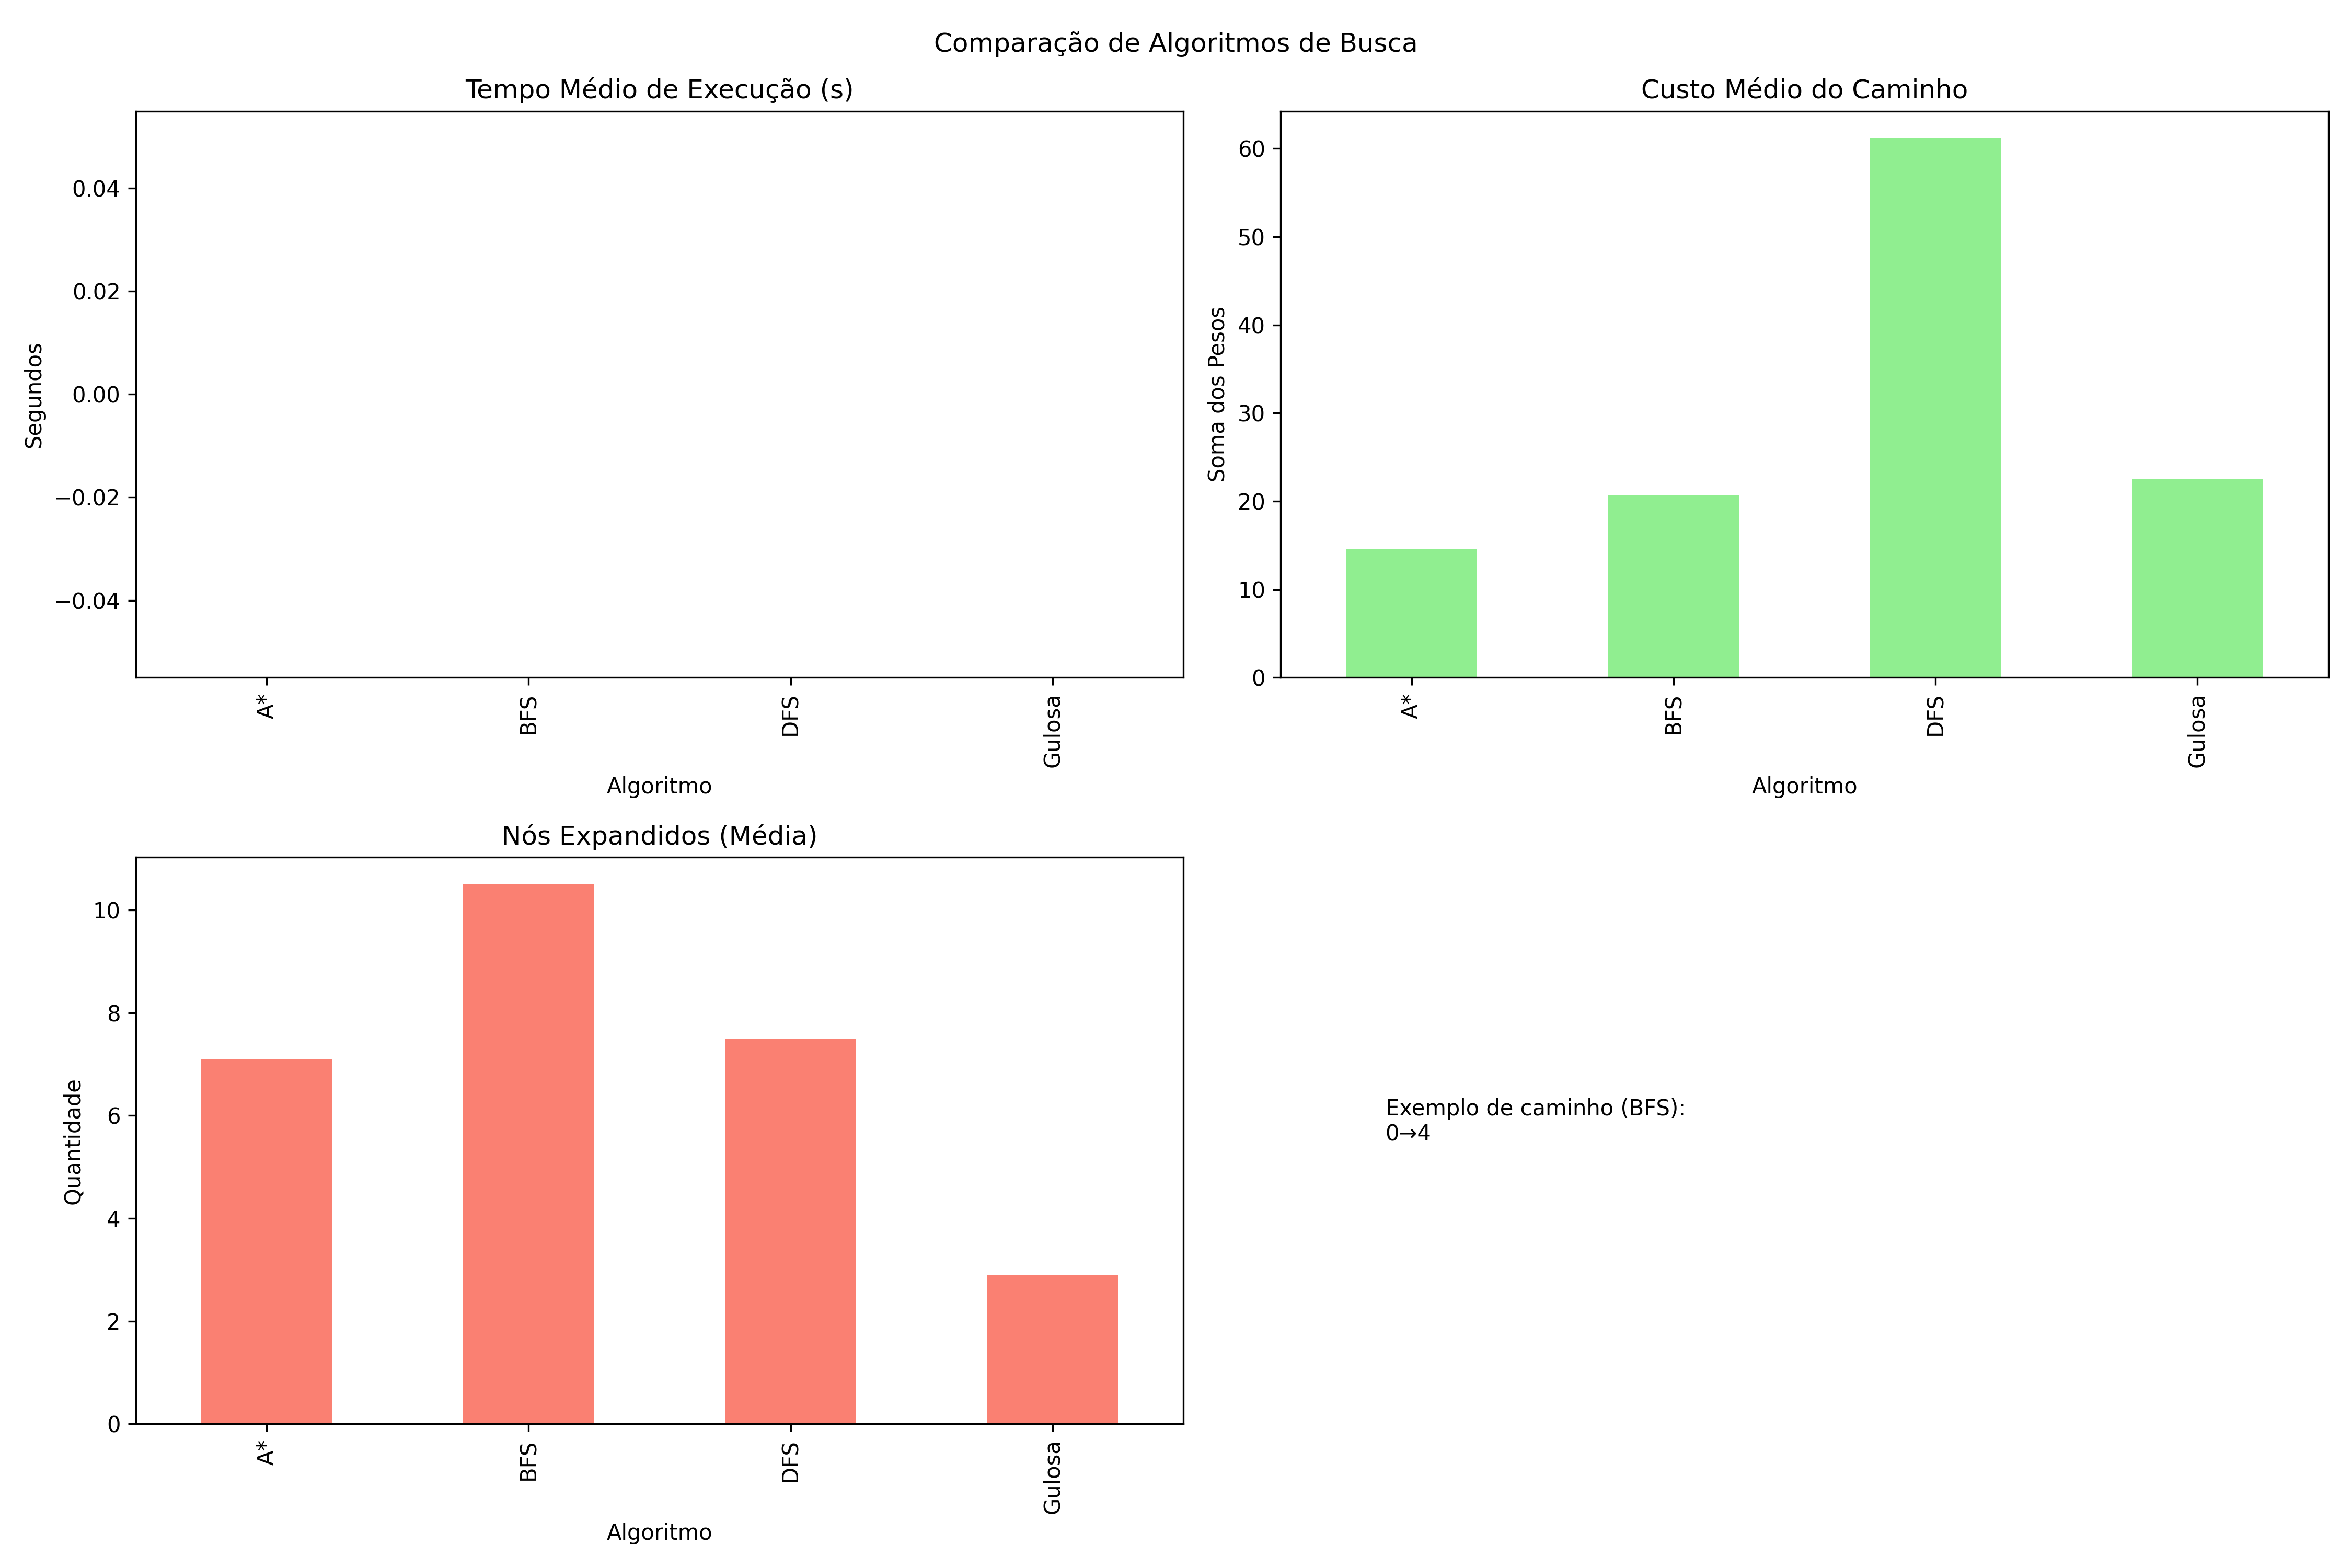 Comparação de Algoritmos de Busca
Tempo Médio de Execução (s)
Segundos
0.04
0.02
0.00
−0.02
−0.04
A*
BFS
DFS
Gulosa
Algoritmo
Custo Médio do Caminho
Soma dos Pesos
60
50
40
30
20
10
0
A*
BFS
DFS
Gulosa
Algoritmo
Nós Expandidos (Média)
Quantidade
10
8
6
4
2
0
A*
BFS
DFS
Gulosa
Algoritmo
Exemplo de caminho (BFS):
0→4